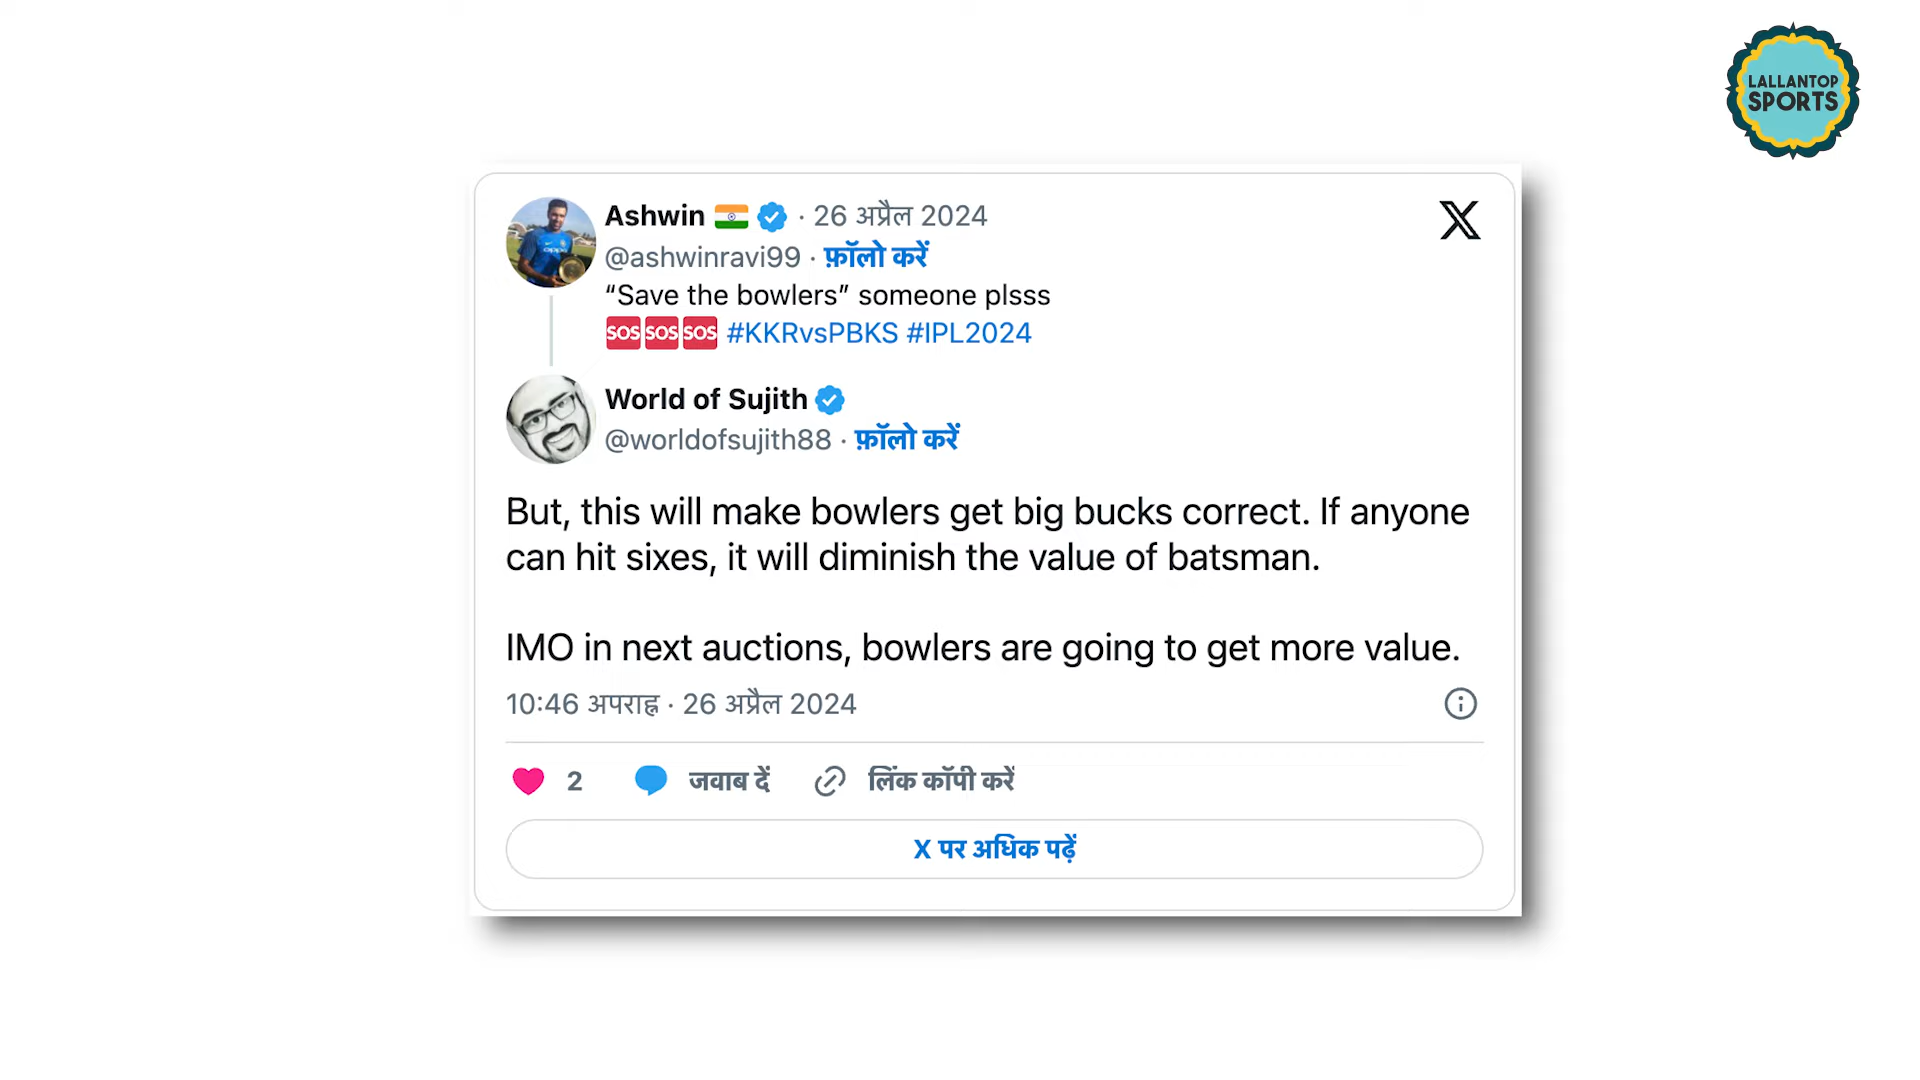 LALLANTOP
SPORTS
Ashwin 🇮🇳 · 26 अप्रैल 2024
@ashwinravi99 · फ़ॉलो करें
“Save the bowlers” someone plsss
🆘🆘🆘 #KKRvsPBKS #IPL2024
World of Sujith
@worldofsujith88 · फ़ॉलो करें
But, this will make bowlers get big bucks correct. If anyone
can hit sixes, it will diminish the value of batsman.
IMO in next auctions, bowlers are going to get more value.
10:46 अपराह्न · 26 अप्रैल 2024
2 जवाब दें लिंक कॉपी करें
X पर अधिक पढ़ें